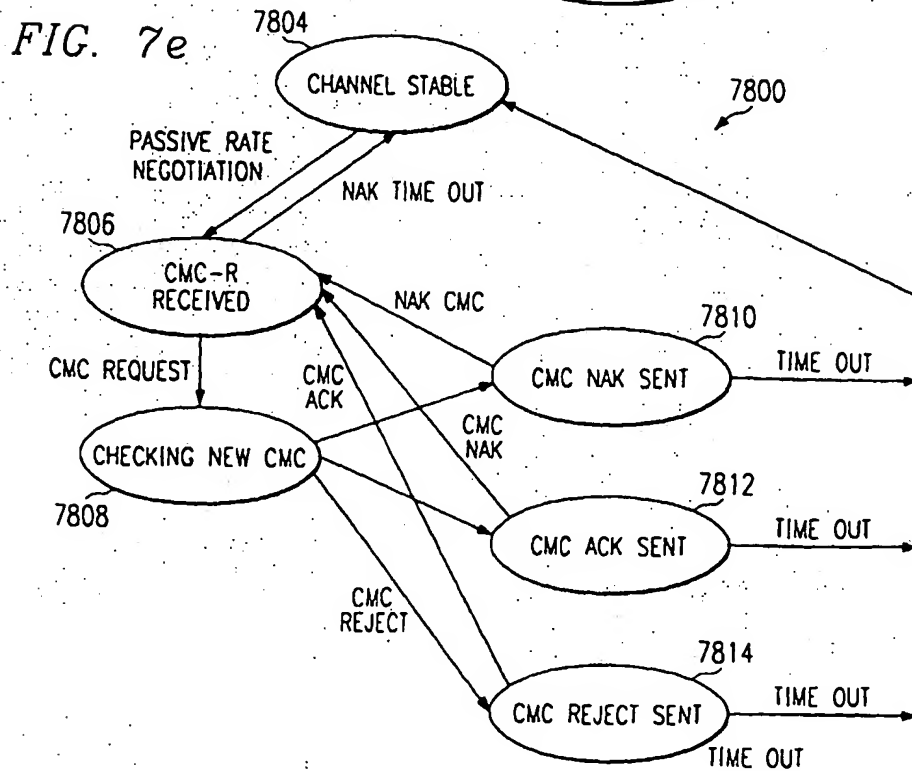 FIG. 7e
7804
CHANNEL STABLE
7800
PASSIVE RATE
NEGOTIATION
NAK TIME OUT
7806
CMC-R
RECEIVED
NAK CMC
7810
CMC REQUEST
CMC
ACK
CMC NAK SENT
TIME OUT
CMC
NAK
CHECKING NEW CMC
7808
7812
CMC ACK SENT
TIME OUT
CMC
REJECT
7814
CMC REJECT SENT
TIME OUT
TIME OUT